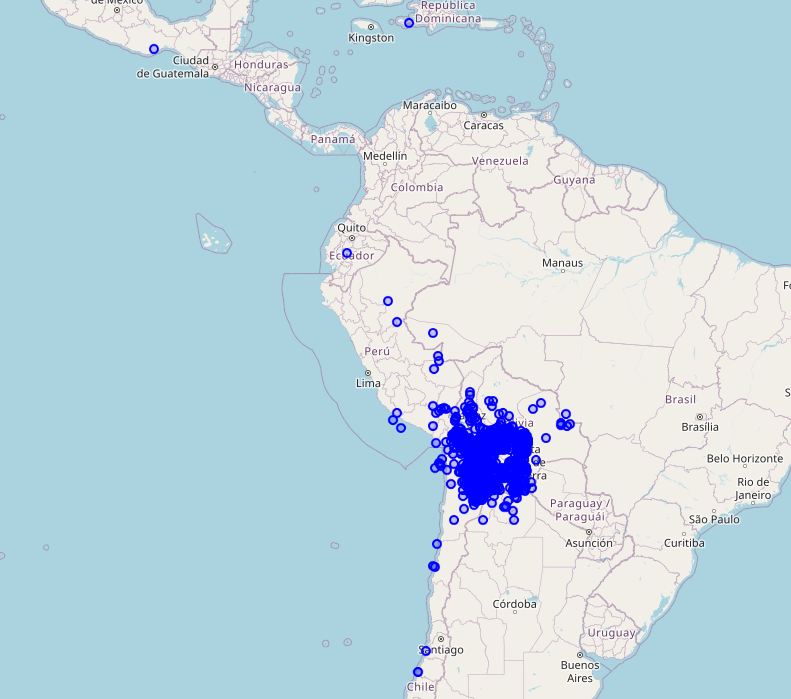 de México
República
Dominicana
Kingston
Ciudad
de Guatemala
Honduras
Nicaragua
Maracaibo
Caracas
Panamá
Medellín
Venezuela
Guyana
Colombia
Quito
Ecuador
Manaus
Perú
Lima
Brasil
Brasília
Belo Horizonte
Rio de
Janeiro
Paraguay /
Paraguái
São Paulo
Asunción
Curitiba
Córdoba
Uruguay
Santiago
Buenos
Aires
Chile